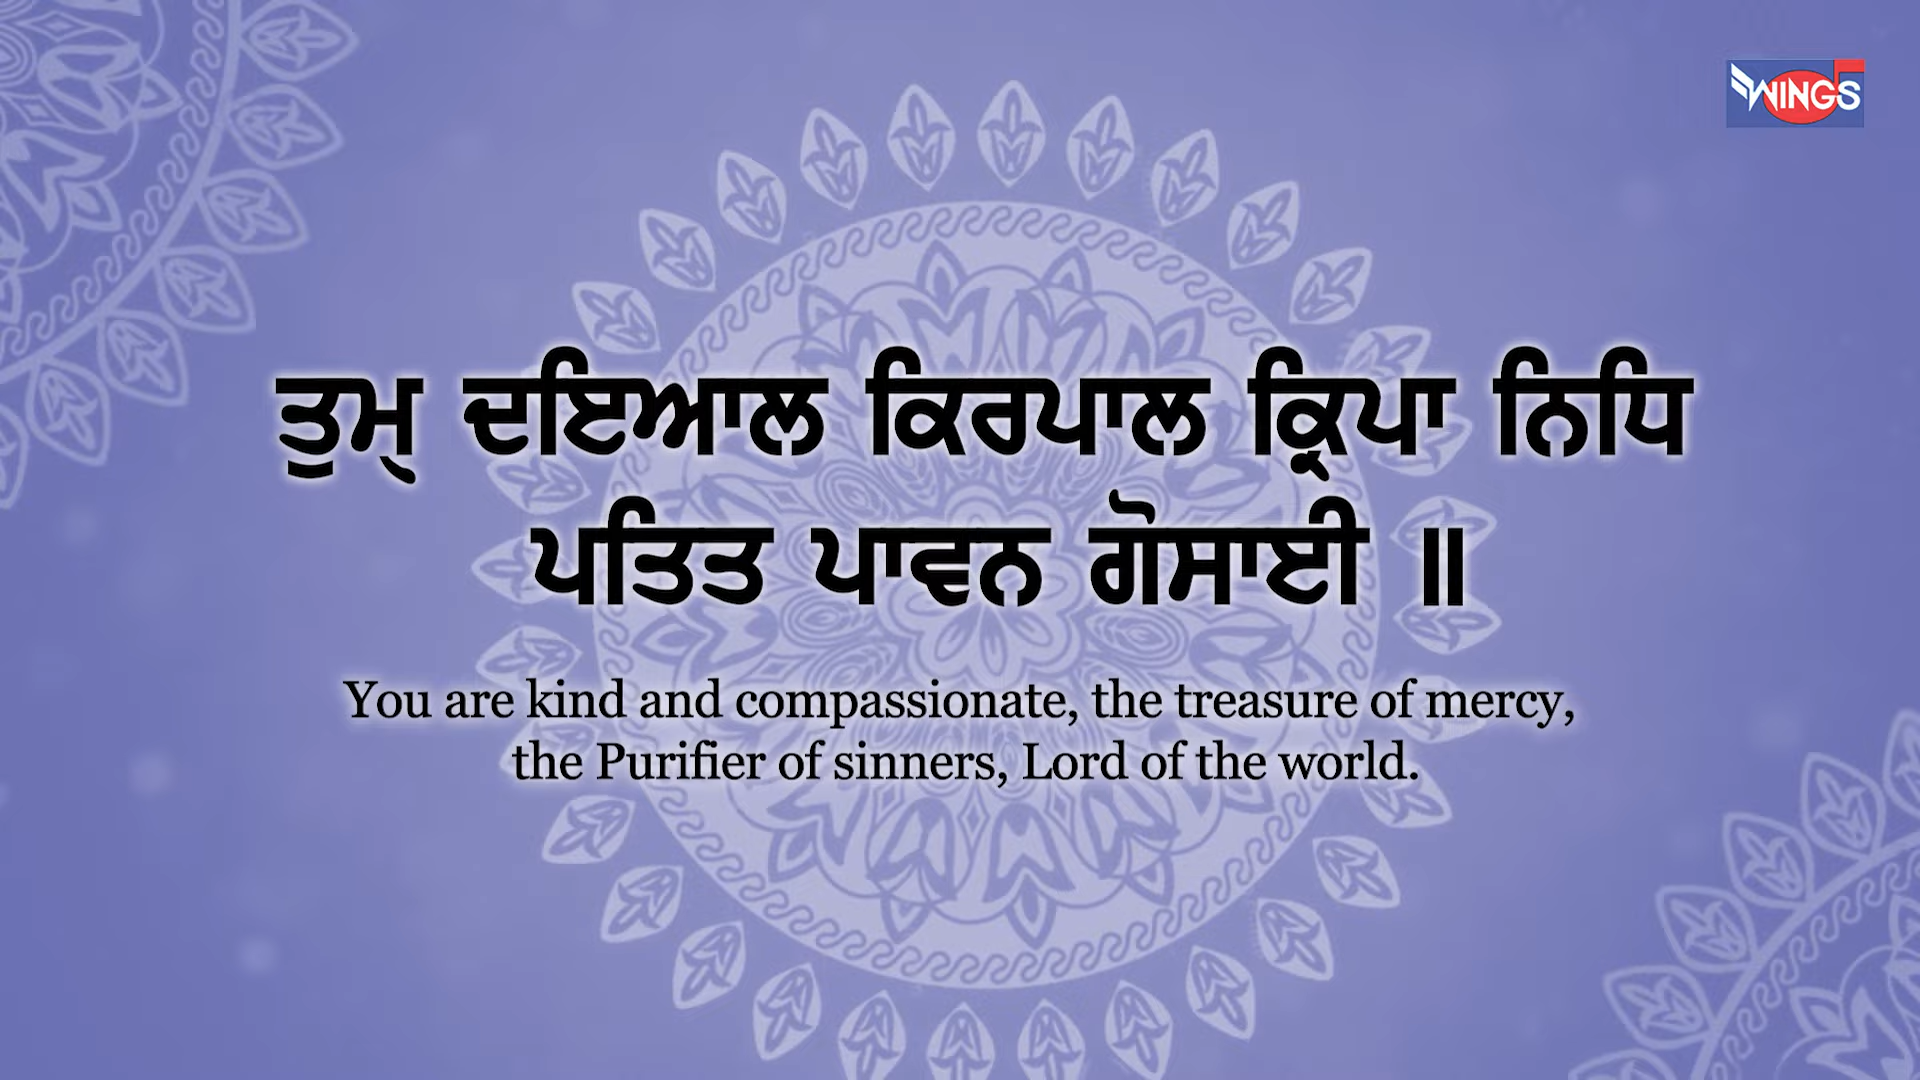 WINGS
ਤੁਮ੍ ਦਇਆਲ ਕਿਰਪਾਲ ਕ੍ਰਿਪਾ ਨਿਧਿ
ਪਤਿਤ ਪਾਵਨ ਗੋਸਾਈ ॥
You are kind and compassionate, the treasure of mercy,
the Purifier of sinners, Lord of the world.